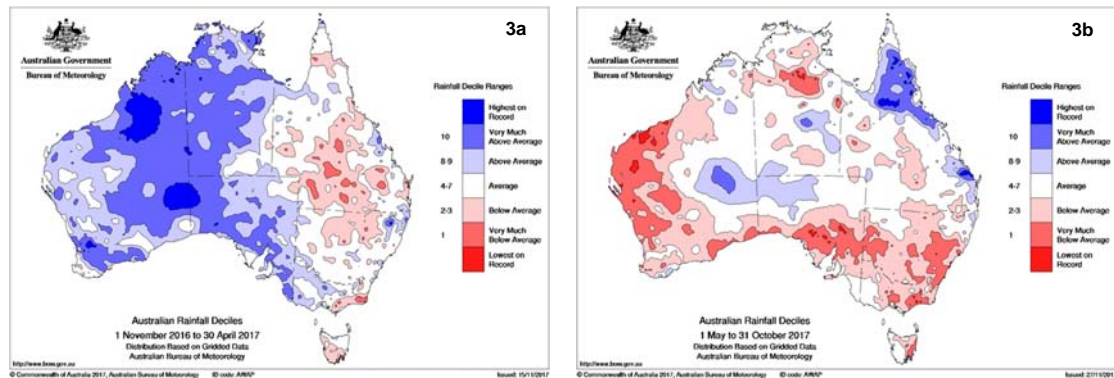 3a
Australian Government
Bureau of Meteorology
Rainfall Decile Ranges
Highest on
Record
10
Very Much
Above Average
8-9
Above Average
4-7
Average
2-3
Below Average
1
Very Much
Below Average
Lowest on
Record
Australian Rainfall Deciles
1 November 2016 to 30 April 2017
Distribution Based on Gridded Data
Australian Bureau of Meteorology
http://www.bom.gov.au
© Commonwealth of Australia 2017, Australian Bureau of Meteorology
ID code: AWAP
Issued: 15/11/2017
3b
Australian Government
Bureau of Meteorology
Rainfall Decile Ranges
Highest on
Record
10
Very Much
Above Average
8-9
Above Average
4-7
Average
2-3
Below Average
1
Very Much
Below Average
Lowest on
Record
Australian Rainfall Deciles
1 May to 31 October 2017
Distribution Based on Gridded Data
Australian Bureau of Meteorology
http://www.bom.gov.au
© Commonwealth of Australia 2017, Australian Bureau of Meteorology
ID code: AWAP